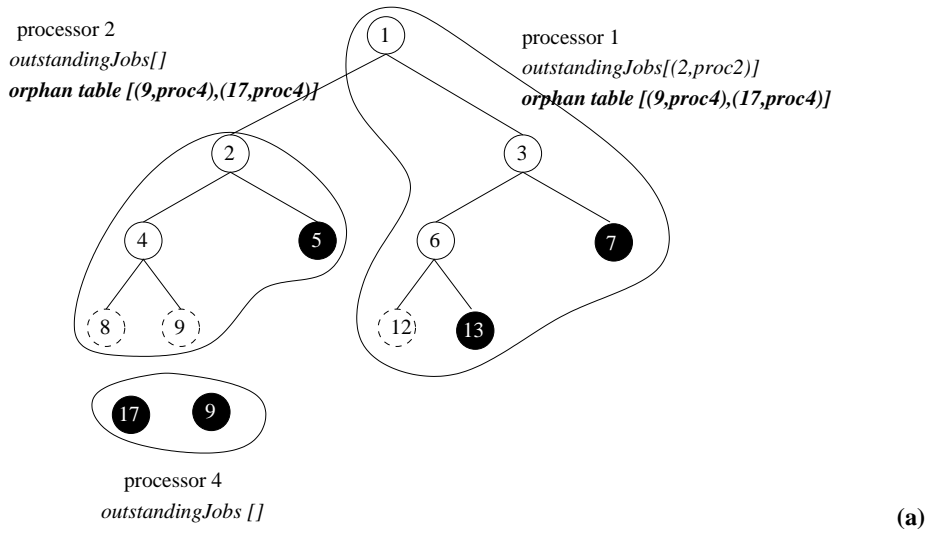 processor 2
outstandingJobs[]
orphan table [(9,proc4),(17,proc4)]
processor 1
outstandingJobs[(2,proc2)]
orphan table [(9,proc4),(17,proc4)]
1
2
3
4
5
6
7
8
9
12
13
17
9
processor 4
outstandingJobs []
(a)